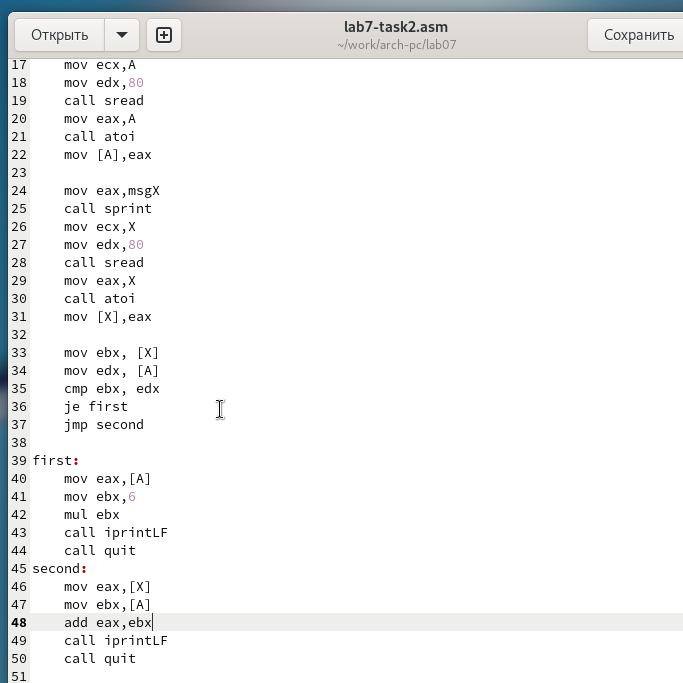 Открыть
lab7-task2.asm
~/work/arch-pc/lab07
Сохранить
17 mov ecx,A
18 mov edx,80
19 call sread
20 mov eax,A
21 call atoi
22 mov [A],eax
23
24 mov eax,msgX
25 call sprint
26 mov ecx,X
27 mov edx,80
28 call sread
29 mov eax,X
30 call atoi
31 mov [X],eax
32
33 mov ebx, [X]
34 mov edx, [A]
35 cmp ebx, edx
36 je first
37 jmp second
38
39 first:
40 mov eax,[A]
41 mov ebx,6
42 mul ebx
43 call iprintLF
44 call quit
45 second:
46 mov eax,[X]
47 mov ebx,[A]
48 add eax,ebx
49 call iprintLF
50 call quit
51